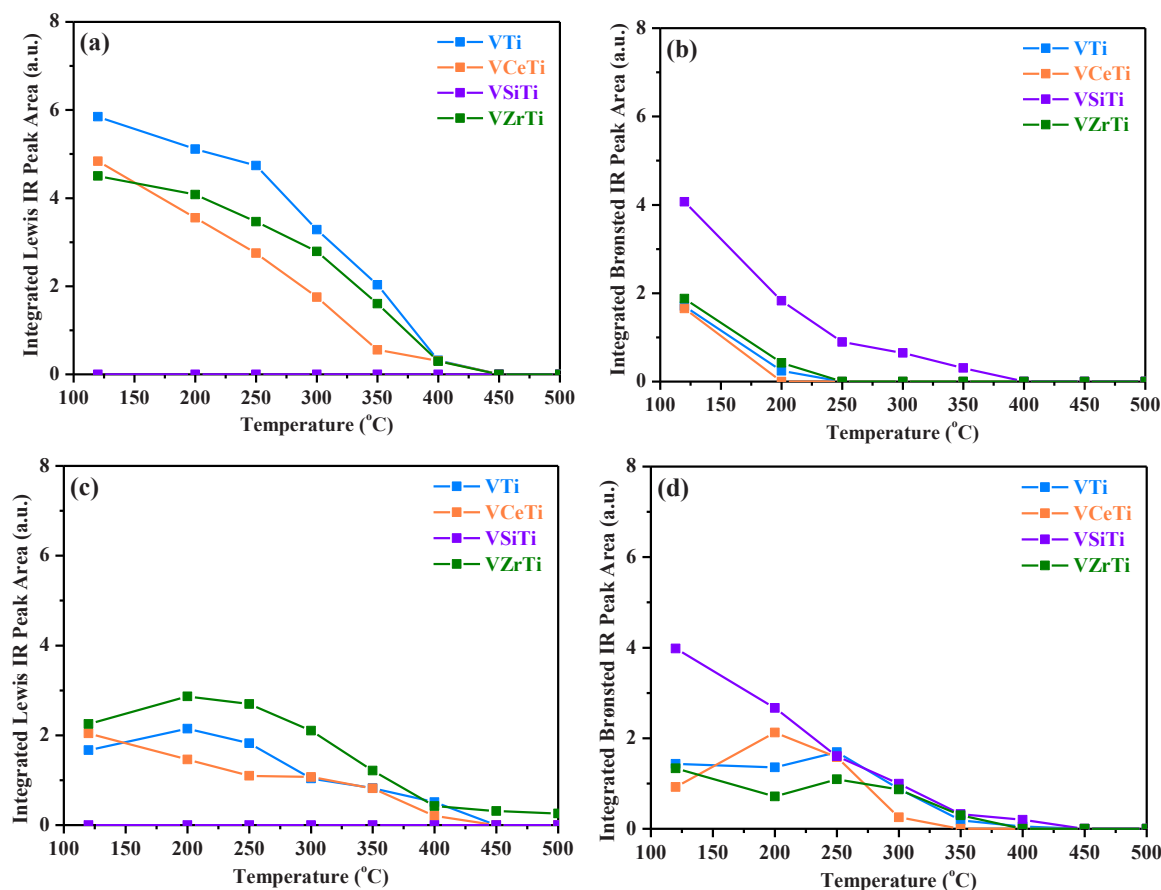 (a)
VTi
VCeTi
VSiTi
VZrTi
Integrated Lewis IR Peak Area (a.u.)
8
6
4
2
0
100 150 200 250 300 350 400 450 500
Temperature (°C)
(b)
VTi
VCeTi
VSiTi
VZrTi
Integrated Brønsted IR Peak Area (a.u.)
8
6
4
2
0
100 150 200 250 300 350 400 450 500
Temperature (°C)
(c)
VTi
VCeTi
VSiTi
VZrTi
Integrated Lewis IR Peak Area (a.u.)
8
6
4
2
0
100 150 200 250 300 350 400 450 500
Temperature (°C)
(d)
VTi
VCeTi
VSiTi
VZrTi
Integrated Brønsted IR Peak Area (a.u.)
8
6
4
2
0
100 150 200 250 300 350 400 450 500
Temperature (°C)